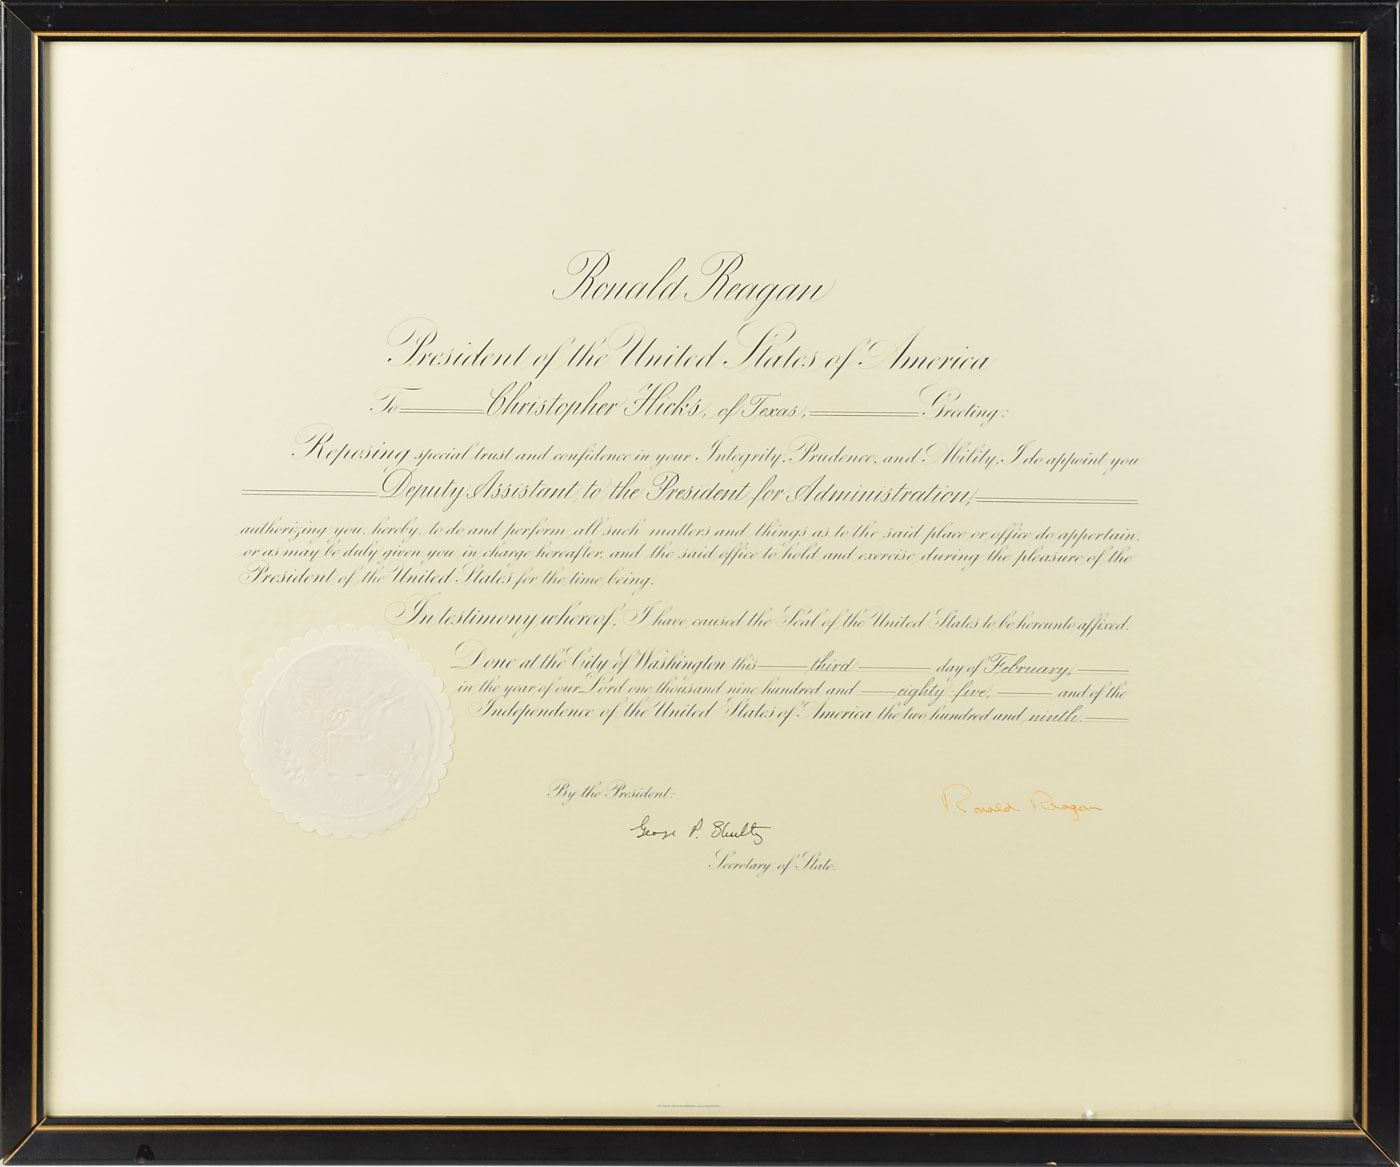 Ronald Reagan
President of the United States of America
To Christopher Hicks, of Texas, Greeting:
Reposing special trust and confidence in your Integrity, Prudence, and Ability, I do appoint you
Deputy Assistant to the President for Administration,
authorizing you, hereby, to do and perform all such matters and things as to the said place or office do appertain,
or as may be duly given you in charge hereafter, and the said office to hold and exercise during the pleasure of the
President of the United States for the time being.
In testimony whereof, I have caused the Seal of the United States to be hereunto affixed.
Done at the City of Washington this third day of February,
in the year of our Lord one thousand nine hundred and eighty five, and of the
Independence of the United States of America the two hundred and ninth.
By the President:
Ronald Reagan
George P. Shultz
Secretary of State.